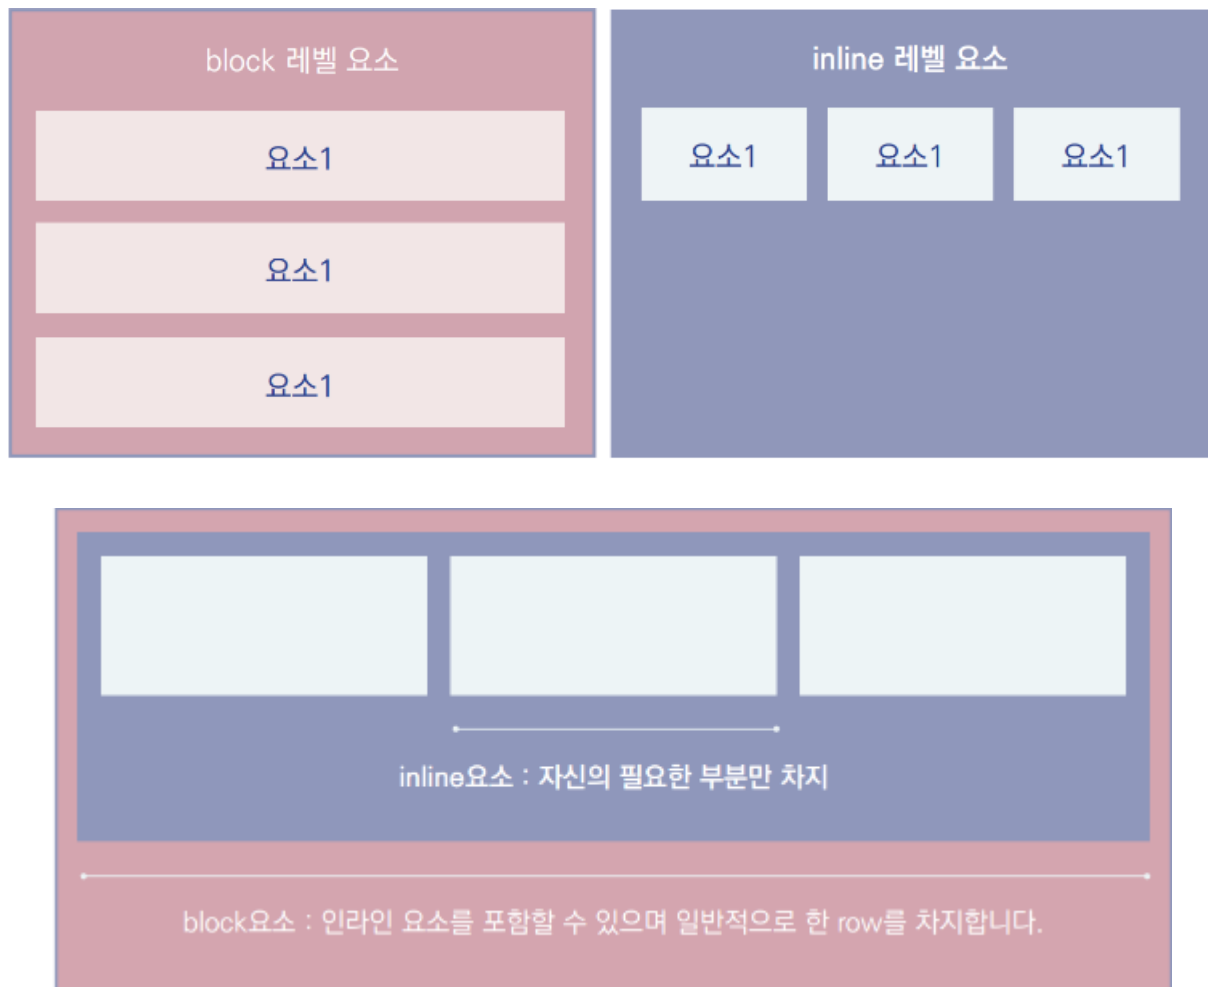 block 레벨 요소
요소1
요소1
요소1
inline 레벨 요소
요소1
요소1
요소1
inline요소 : 자신의 필요한 부분만 차지
block요소 : 인라인 요소를 포함할 수 있으며 일반적으로 한 row를 차지합니다.